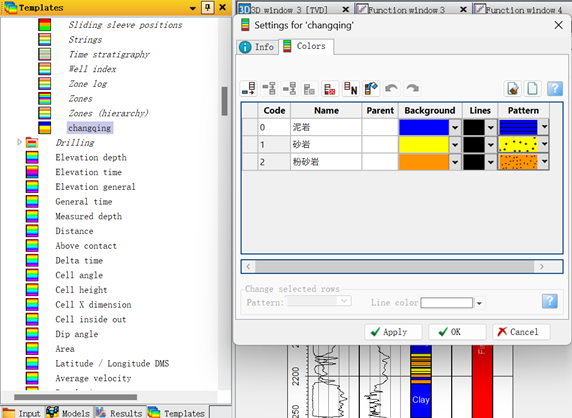 Templates
Sliding sleeve positions
Strings
Time stratigraphy
Well index
Zone log
Zones
Zones (hierarchy)
changqing
Drilling
Elevation depth
Elevation time
Elevation general
General time
Measured depth
Distance
Above contact
Delta time
Cell angle
Cell height
Cell X dimension
Cell inside out
Dip angle
Area
Latitude / Longitude DMS
Average velocity
Input Models Results Templates
3D window 3 [TVD] Function window 3 Function window 4
Settings for 'changqing'
Info Colors
Code Name Parent Background Lines Pattern
0 泥岩
1 砂岩
2 粉砂岩
Change selected rows
Pattern: Line color
Apply OK Cancel
2200
Clay